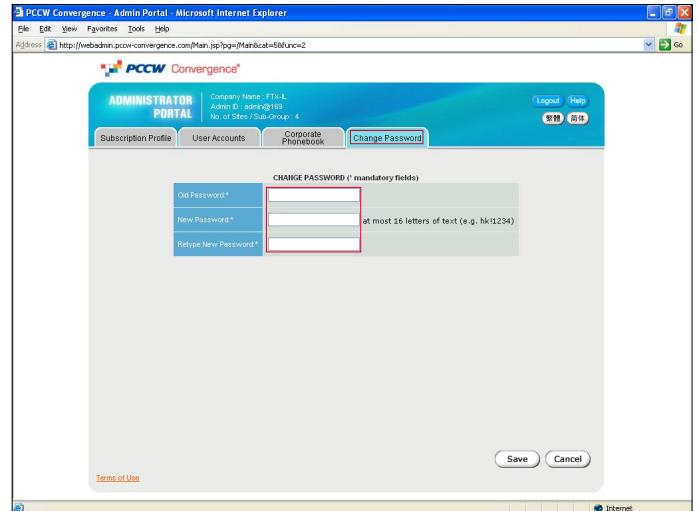 PCCW Convergence - Admin Portal - Microsoft Internet Explorer
File Edit View Favorites Tools Help
Address http://webadmin.pccw-convergence.com/Main.jsp?pg=/Main&cat=58&func=2 Go
PCCW Convergence
ADMINISTRATOR PORTAL
Company Name : FTX-IL
Admin ID : admin@169
No. of Sites / Sub-Group : 4
Logout Help
繁體 简体
Subscription Profile User Accounts Corporate Phonebook Change Password
CHANGE PASSWORD (* mandatory fields)
Old Password:*
New Password:* at most 16 letters of text (e.g. hk!1234)
Retype New Password:*
Save Cancel
Terms of Use
Internet